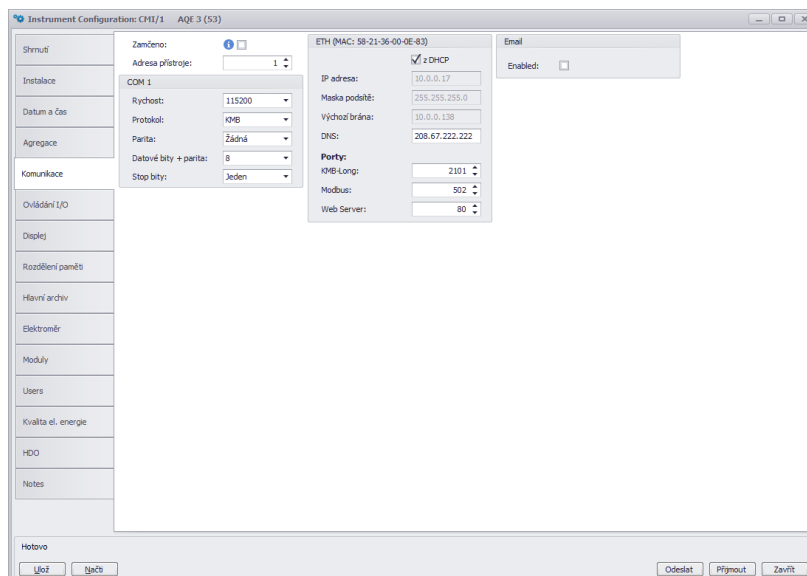 Instrument Configuration: CMI/1 AQE 3 (53)
Shrnutí
Instalace
Datum a čas
Agregace
Komunikace
Ovládání I/O
Displej
Rozdělení paměti
Hlavní archiv
Elektroměr
Moduly
Users
Kvalita el. energie
HDO
Notes
Zamčeno:
Adresa přístroje: 1
COM 1
Rychost: 115200
Protokol: KMB
Parita: Žádná
Datové bity + parita: 8
Stop bity: Jeden
ETH (MAC: 58-21-36-00-0E-83)
z DHCP
IP adresa: 10.0.0.17
Maska podsítě: 255.255.255.0
Výchozí brána: 10.0.0.138
DNS: 208.67.222.222
Porty:
KMB-Long: 2101
Modbus: 502
Web Server: 80
Email
Enabled:
Hotovo
Ulož Načti Odeslat Přijmout Zavřít